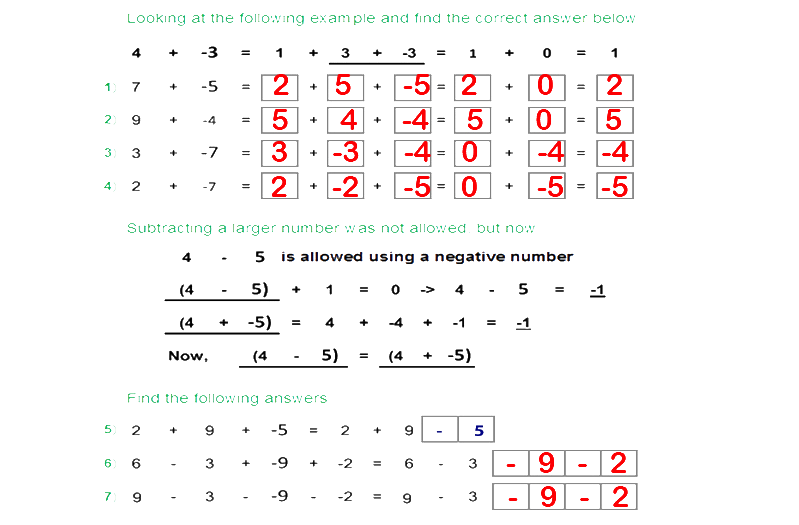 Looking at the following example and find the correct answer below
4 + -3 = 1 + 3 + -3 = 1 + 0 = 1
1) 7 + -5 = 2 + 5 + -5 = 2 + 0 = 2
2) 9 + -4 = 5 + 4 + -4 = 5 + 0 = 5
3) 3 + -7 = 3 + -3 + -4 = 0 + -4 = -4
4) 2 + -7 = 2 + -2 + -5 = 0 + -5 = -5
Subtracting a larger number was not allowed, but now
4 - 5 is allowed using a negative number
(4 - 5) + 1 = 0 -> 4 - 5 = -1
(4 + -5) = 4 + -4 + -1 = -1
Now, (4 - 5) = (4 + -5)
Find the following answers
5) 2 + 9 + -5 = 2 + 9 - 5
6) 6 - 3 + -9 + -2 = 6 - 3 - 9 - 2
7) 9 - 3 - -9 - -2 = 9 - 3 - 9 - 2